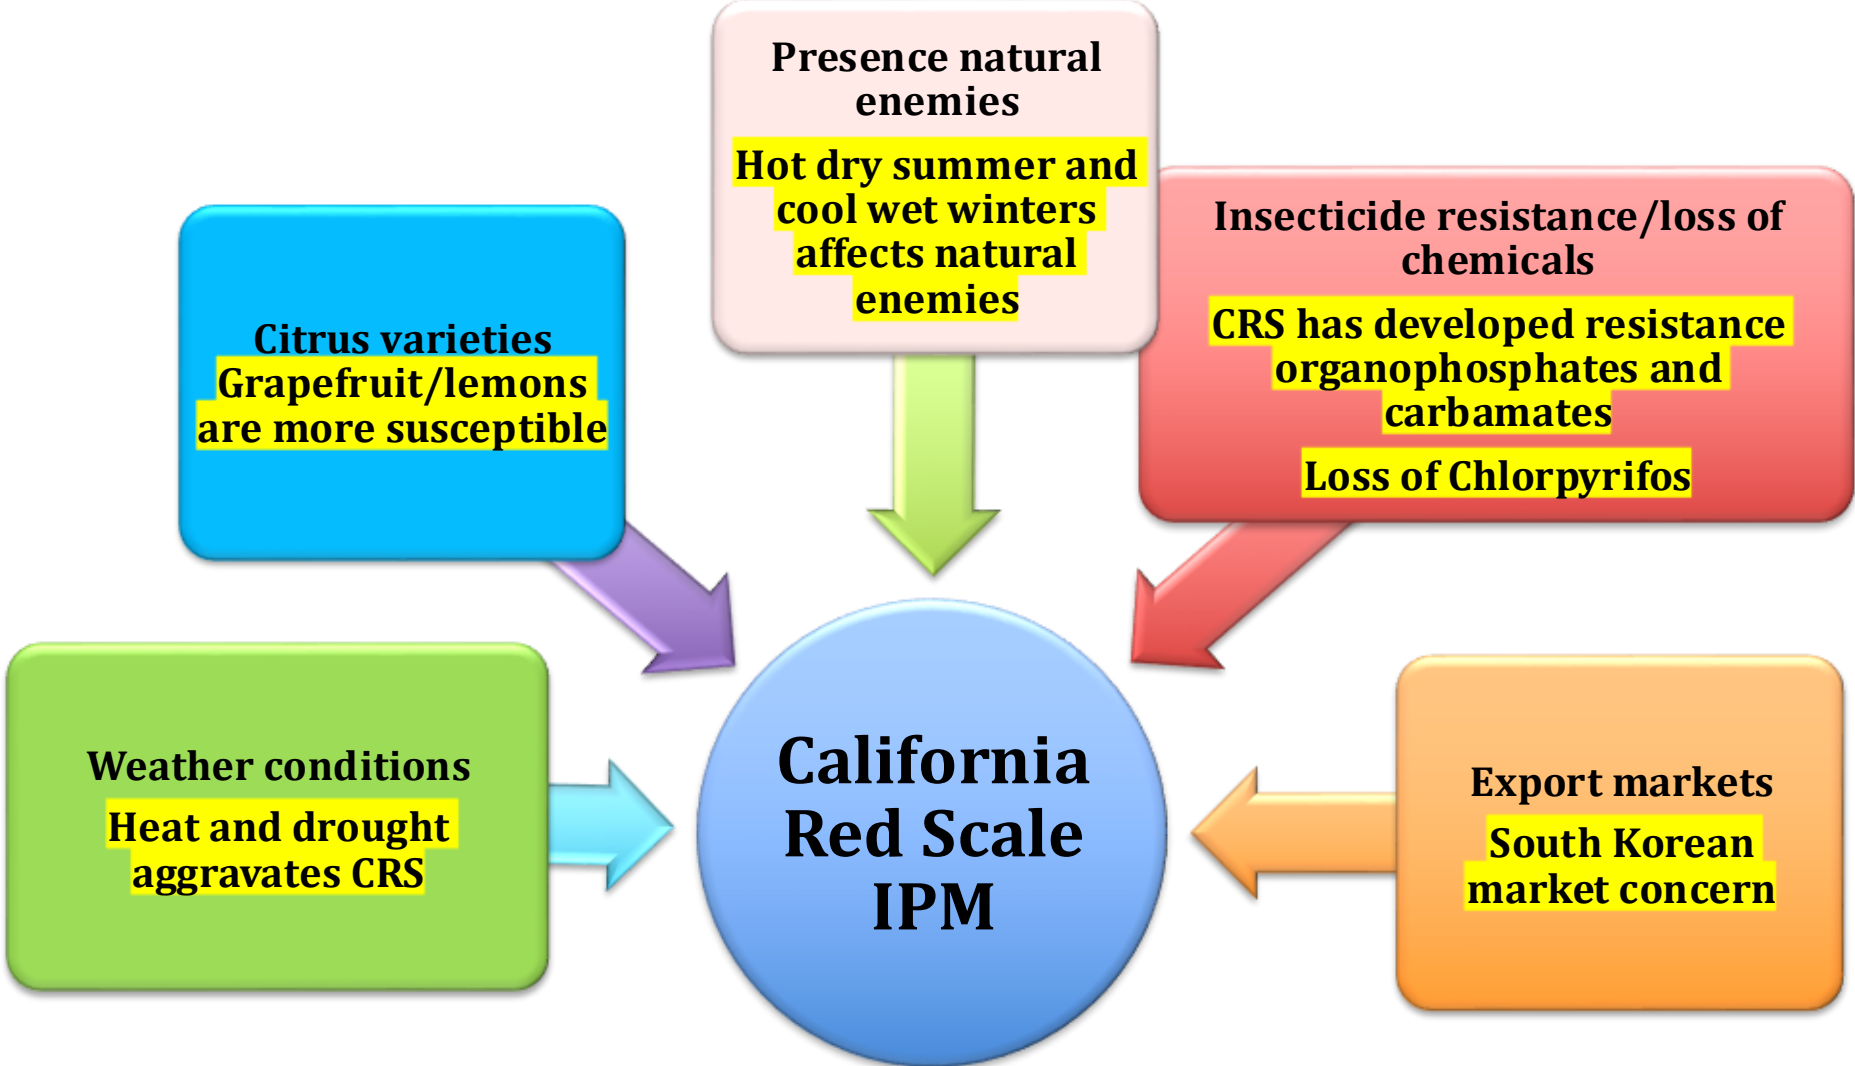 Presence natural
enemies
Hot dry summer and
cool wet winters
affects natural
enemies
Insecticide resistance/loss of
chemicals
CRS has developed resistance
organophosphates and
carbamates
Loss of Chlorpyrifos
Citrus varieties
Grapefruit/lemons
are more susceptible
Weather conditions
Heat and drought
aggravates CRS
California
Red Scale
IPM
Export markets
South Korean
market concern